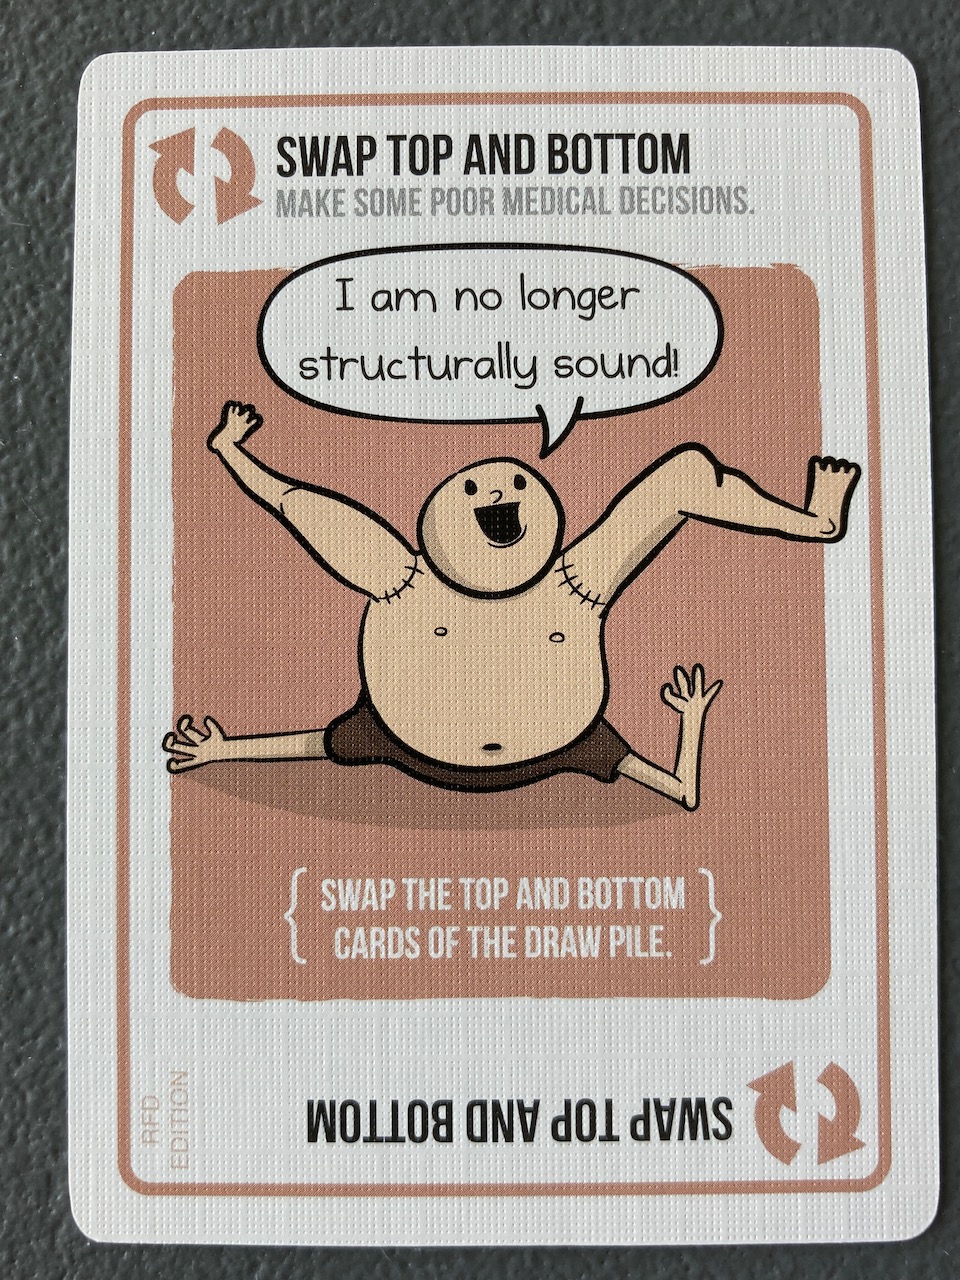 SWAP TOP AND BOTTOM
MAKE SOME POOR MEDICAL DECISIONS.
I am no longer
structurally sound!
SWAP THE TOP AND BOTTOM
CARDS OF THE DRAW PILE.
RFD
EDITION
SWAP TOP AND BOTTOM